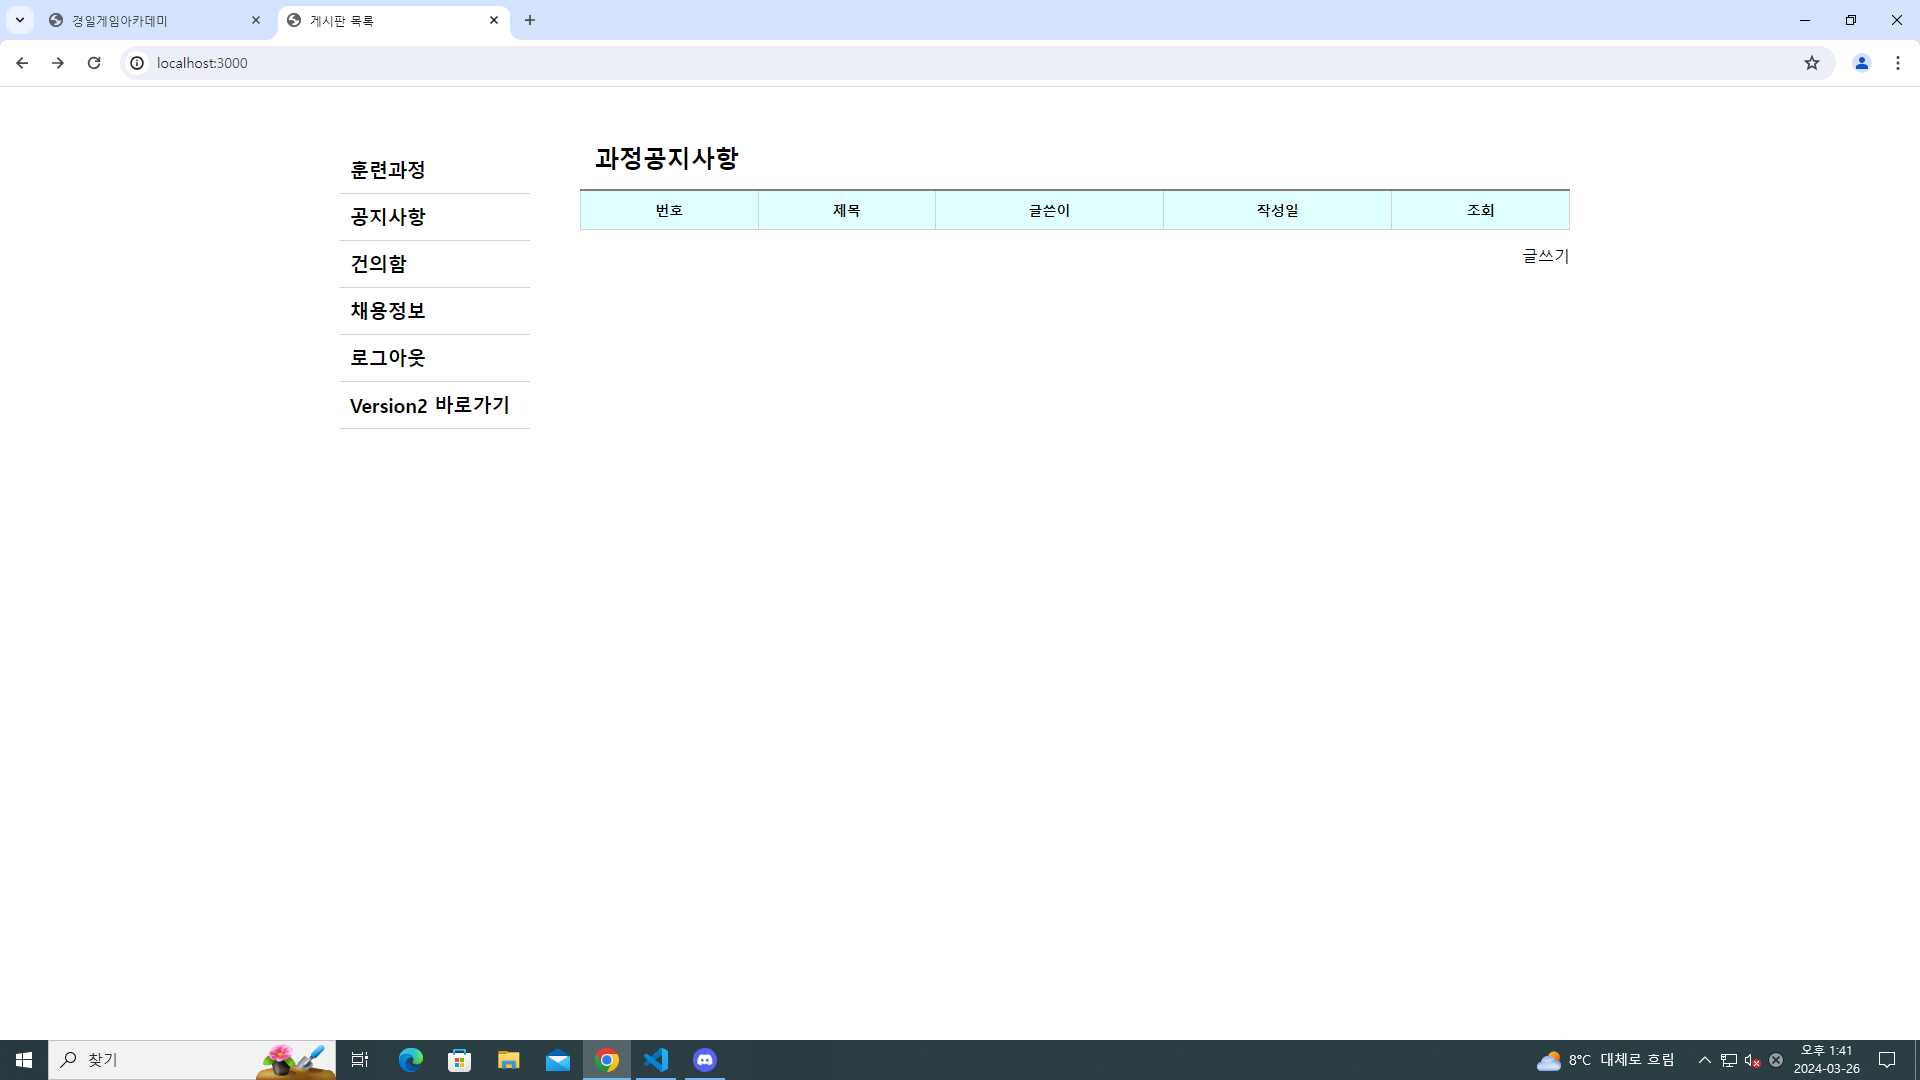 경일게임아카데미
게시판 목록
localhost:3000
훈련과정
공지사항
건의함
채용정보
로그아웃
Version2 바로가기
과정공지사항
번호 제목 글쓴이 작성일 조회
글쓰기
찾기
8°C 대체로 흐림
오후 1:41
2024-03-26